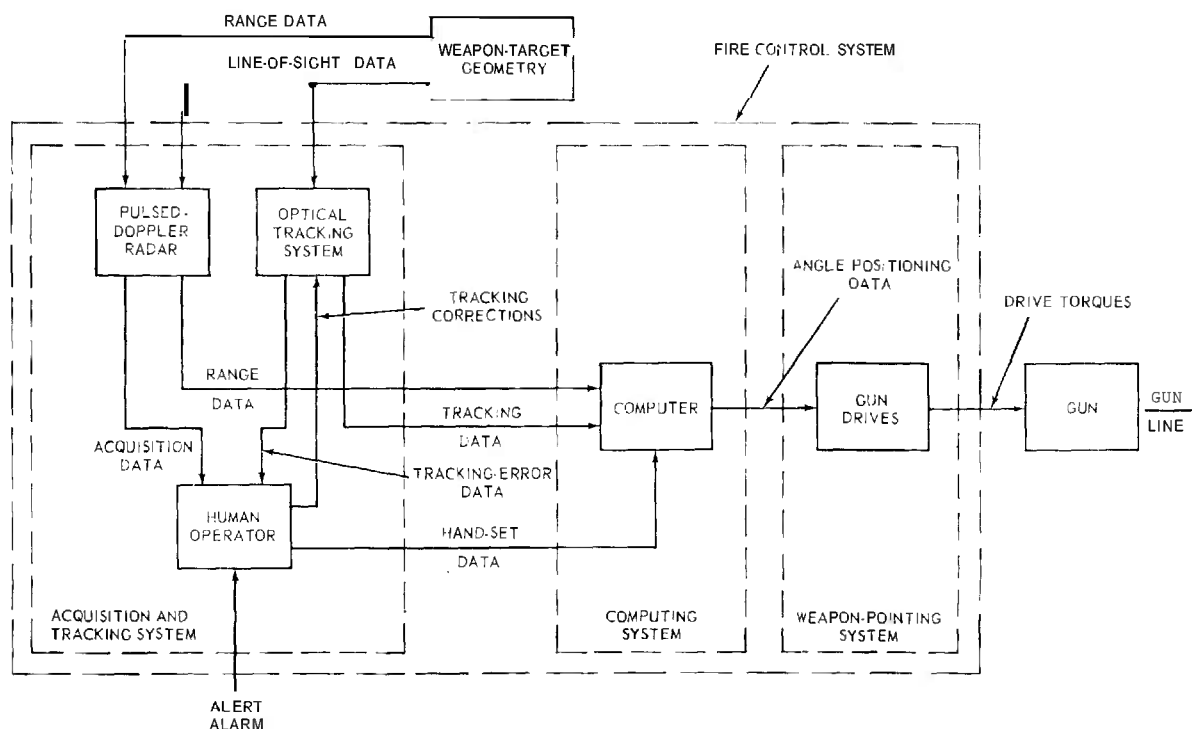 RANGE DATA
WEAPON-TARGET
GEOMETRY
LINE-OF-SIGHT DATA
FIRE CONTROL SYSTEM
PULSED-
DOPPLER
RADAR
OPTICAL
TRACKING
SYSTEM
TRACKING
CORRECTIONS
ANGLE POSITIONING
DATA
DRIVE TORQUES
RANGE
DATA
TRACKING
DATA
COMPUTER
GUN
DRIVES
GUN
GUN
LINE
ACQUISITION
DATA
TRACKING-ERROR
DATA
HUMAN
OPERATOR
HAND-SET
DATA
ACQUISITION AND
TRACKING SYSTEM
COMPUTING
SYSTEM
WEAPON-POINTING
SYSTEM
ALERT
ALARM